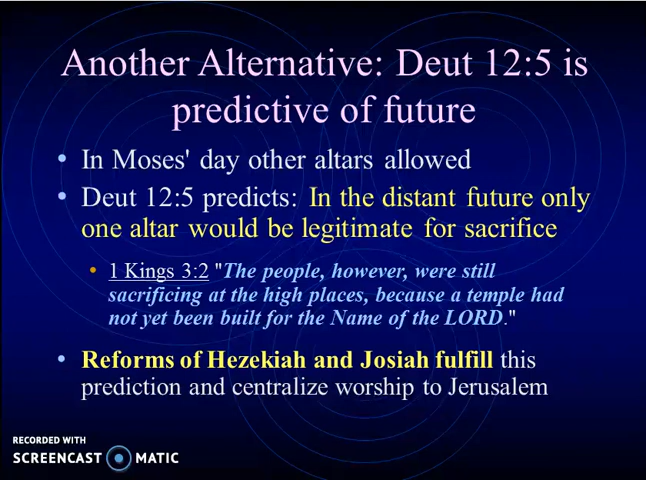 Another Alternative: Deut 12:5 is
predictive of future
• In Moses' day other altars allowed
• Deut 12:5 predicts: In the distant future only
one altar would be legitimate for sacrifice
• 1 Kings 3:2 "The people, however, were still
sacrificing at the high places, because a temple had
not yet been built for the Name of the LORD."
• Reforms of Hezekiah and Josiah fulfill this
prediction and centralize worship to Jerusalem
RECORDED WITH
SCREENCAST MATIC